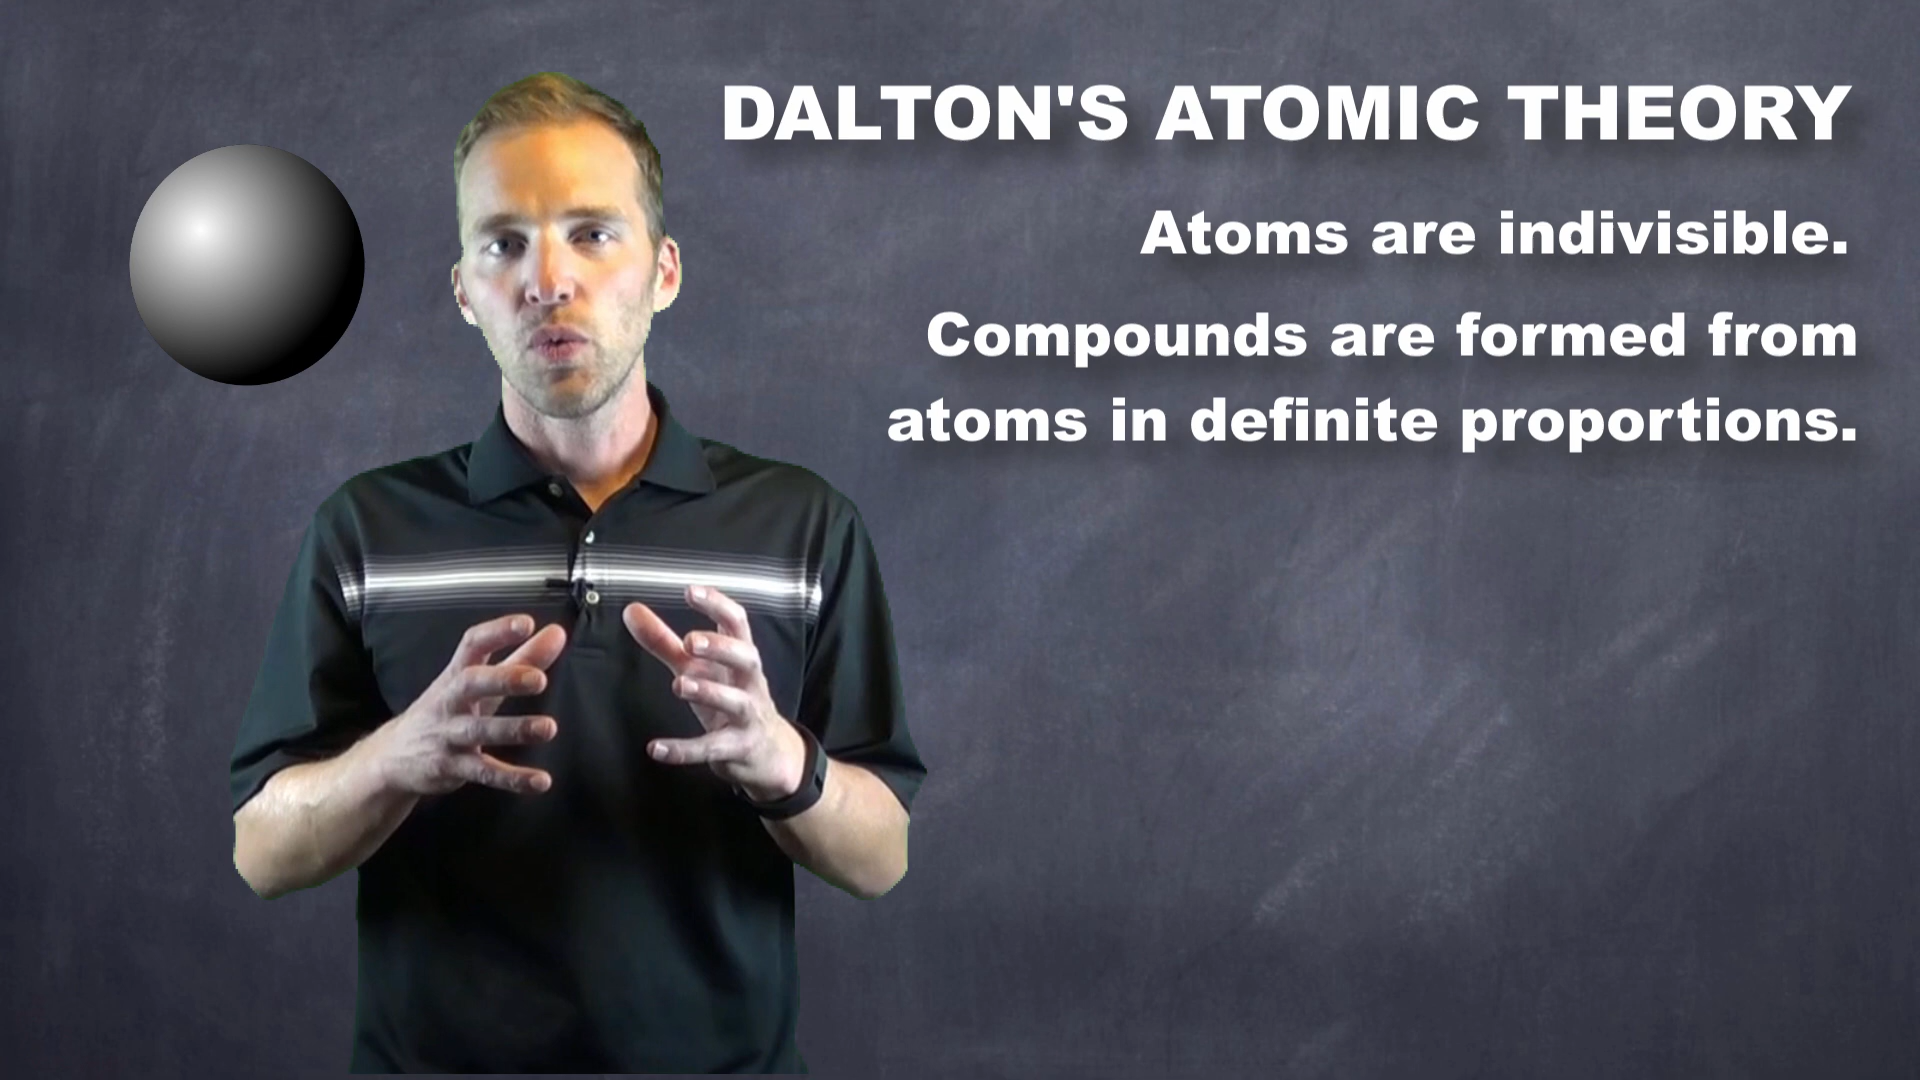 DALTON'S ATOMIC THEORY
Atoms are indivisible.
Compounds are formed from
atoms in definite proportions.